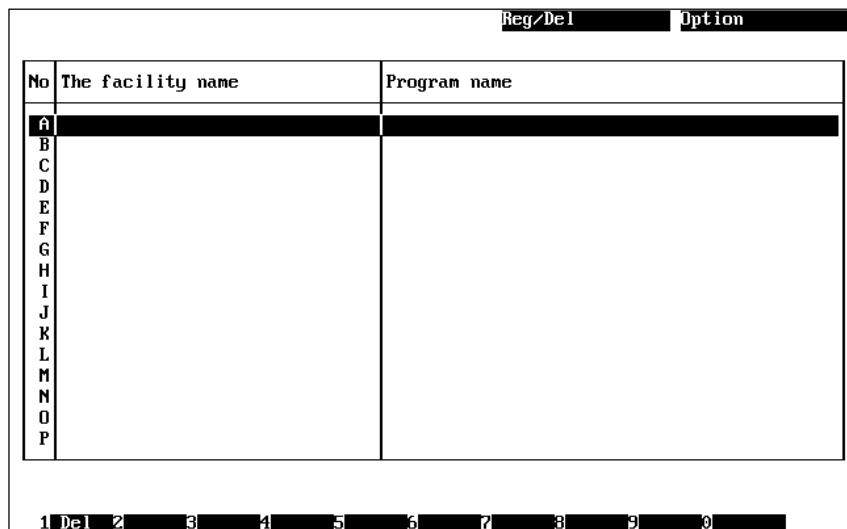 Reg/Del Option
No The facility name Program name
A
B
C
D
E
F
G
H
I
J
K
L
M
N
O
P
1 Del 2 3 4 5 6 7 8 9 0